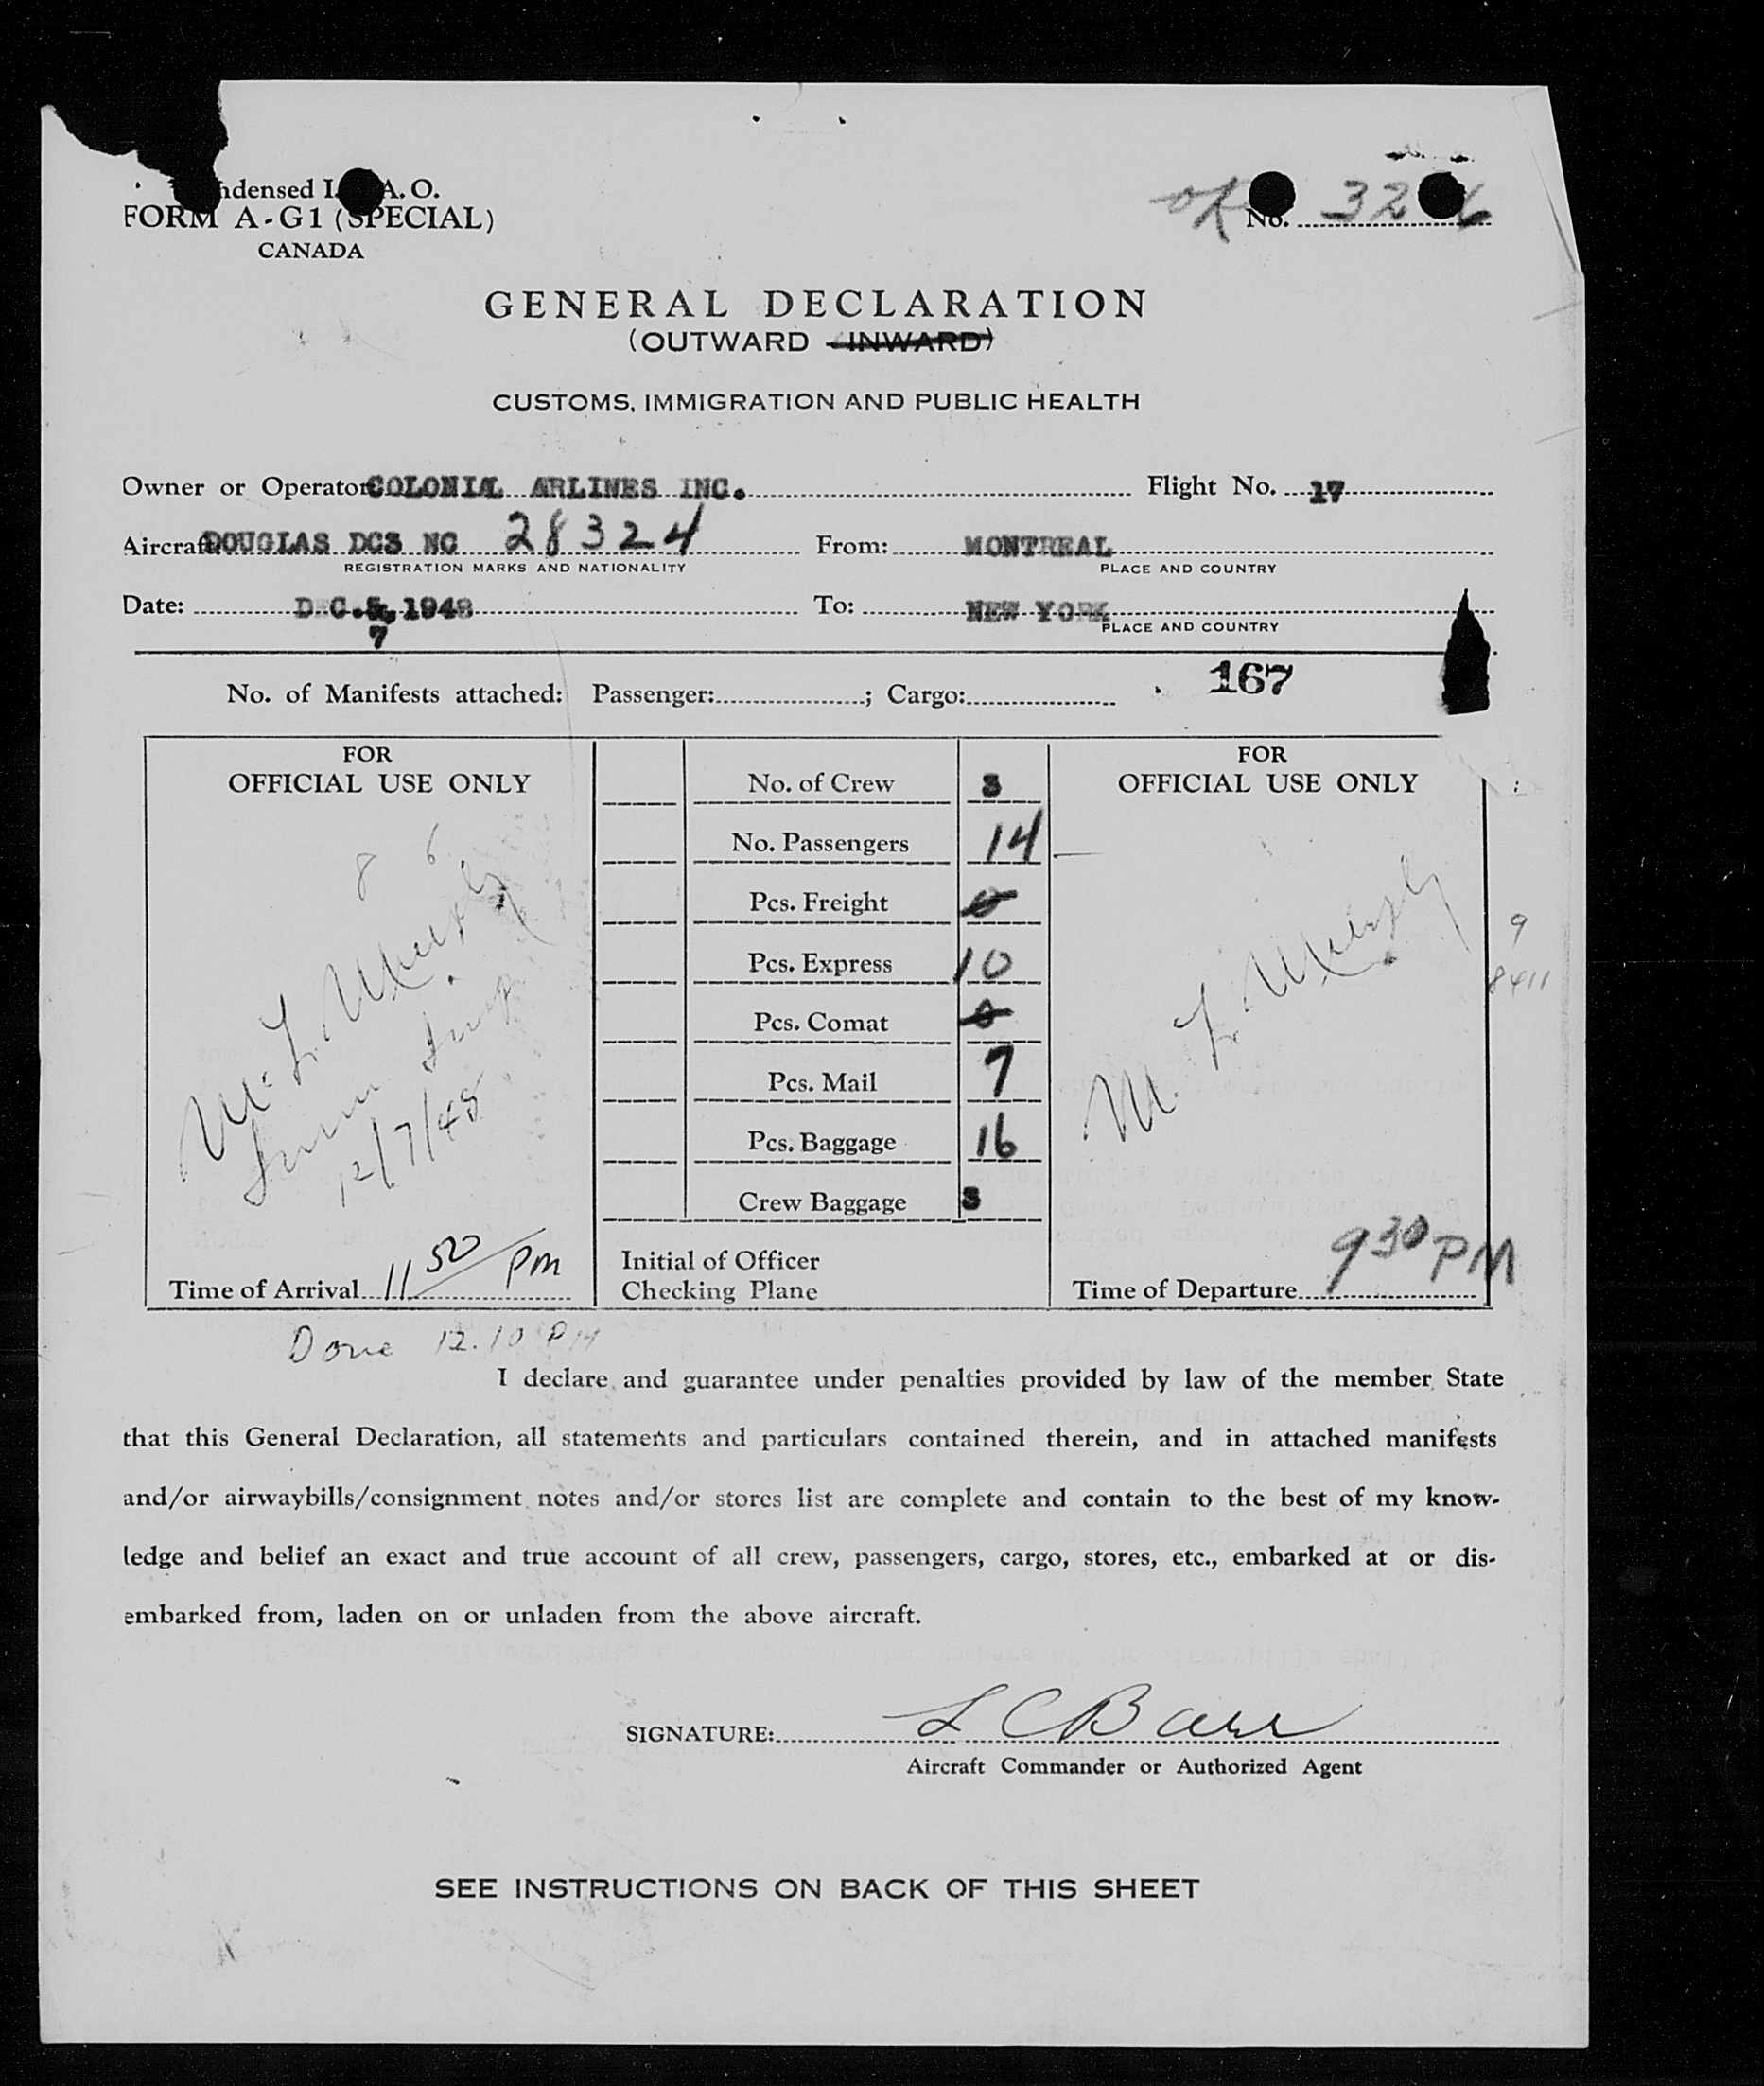 ndensed I. A. O.
FORM A-G1 (SPECIAL)
CANADA
OK No. 32 6
GENERAL DECLARATION
(OUTWARD INWARD)
CUSTOMS, IMMIGRATION AND PUBLIC HEALTH
Owner or Operator COLONIAL ARLINES INC. Flight No. 17
Aircraft DOUGLAS DC3 NC 28324 From: MONTREAL
REGISTRATION MARKS AND NATIONALITY PLACE AND COUNTRY
Date: DEC. 1948 To: NEW YORK
7 PLACE AND COUNTRY
No. of Manifests attached: Passenger: ; Cargo: 167
FOR
OFFICIAL USE ONLY
8 6
M. L.
12/7/48
Time of Arrival 11 50 PM
No. of Crew 3
No. Passengers 14
Pcs. Freight 0
Pcs. Express 10
Pcs. Comat 0
Pcs. Mail 7
Pcs. Baggage 16
Crew Baggage 3
Initial of Officer
Checking Plane
FOR
OFFICIAL USE ONLY
M. L.
Time of Departure 9 30 PM
9
8411
Done 12.10 PM
I declare and guarantee under penalties provided by law of the member State
that this General Declaration, all statements and particulars contained therein, and in attached manifests
and/or airwaybills/consignment notes and/or stores list are complete and contain to the best of my know-
ledge and belief an exact and true account of all crew, passengers, cargo, stores, etc., embarked at or dis-
embarked from, laden on or unladen from the above aircraft.
SIGNATURE: L C Barr
Aircraft Commander or Authorized Agent
SEE INSTRUCTIONS ON BACK OF THIS SHEET